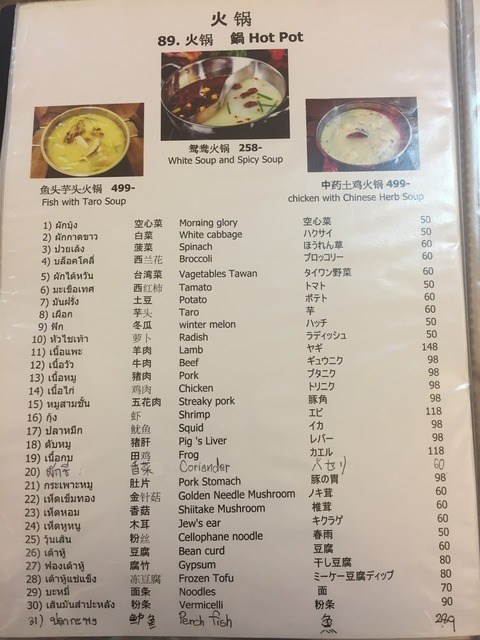 火 锅
89. 火锅 鍋 Hot Pot
鸳鸯火锅 258-
White Soup and Spicy Soup
鱼头芋头火锅 499-
Fish with Taro Soup
中药土鸡火锅 499-
chicken with Chinese Herb Soup
1) ผักบุ้ง 空心菜 Morning glory 空心菜 50
2) ผักกาดขาว 白菜 White cabbage ハクサイ 50
3) ปวยเล้ง 菠菜 Spinach ほうれん草 60
4) บล็อคโคลี่ 西兰花 Broccoli ブロッコリー 60
5) ผักไต้หวัน 台湾菜 Vagetables Tawan タイワン野菜 60
6) มะเขือเทศ 西红柿 Tamato トマト 50
7) มันฝรั่ง 土豆 Potato ポテト 60
8) เผือก 芋头 Taro 芋 60
9) ฟัก 冬瓜 winter melon ハッチ 50
10) หัวไชเท้า 萝卜 Radish ラディッシュ 50
11) เนื้อแพะ 羊肉 Lamb ヤギ 148
12) เนื้อวัว 牛肉 Beef ギュウニク 98
13) เนื้อหมู 猪肉 Pork ブタニク 98
14) เนื้อไก่ 鸡肉 Chicken トリニク 98
15) หมูสามชั้น 五花肉 Streaky pork 豚角 98
16) กุ้ง 虾 Shrimp エビ 118
17) ปลาหมึก 鱿鱼 Squid イカ 98
18) ตับหมู 猪肝 Pig 's Liver レバー 98
19) เนื้อกบ 田鸡 Frog カエル 118
20) ผักชี 香菜 Coriander パセリ 60
21) กระเพาะหมู 肚片 Pork Stomach 豚の胃 98
22) เห็ดเข็มทอง 金针菇 Golden Needle Mushroom ノキ茸 60
23) เห็ดหอม 香菇 Shiitake Mushroom 椎茸 60
24) เห็ดหูหนู 木耳 Jew's ear キクラゲ 60
25) วุ้นเส้น 粉丝 Cellophane noodle 春雨 50
26) เต้าหู้ 豆腐 Bean curd 豆腐 60
27) ฟองเต้าหู้ 腐竹 Gypsum 干し豆腐 80
28) เต้าหู้แช่แข็ง 冻豆腐 Frozen Tofu ミーケー豆腐ディップ 80
29) บะหมี่ 面条 Noodles 面 70
30) เส้นมันสำปะหลัง 粉条 Vermicelli 粉条 90
31) ปลากะพง 鲈鱼 Perch fish 魚 289